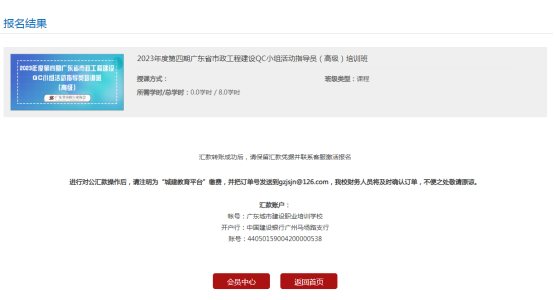 报名结果
2023年度第四期广东省市政工程建设QC小组活动指导员（高级）培训班
2023年度第四期广东省市政工程建设
QC小组活动指导员培训班
（高级）
授课方式：
班级类型：课程
所需学时/总学时：0.0学时 / 8.0学时
汇款转账成功后，请保留汇款凭据并联系客服激活报名
进行对公汇款操作后，请注明为“城建教育平台”缴费，并把订单号发送到gzjsjn@126.com，我校财务人员将及时确认订单，不便之处敬请原谅。
汇款账户：
帐号：广东城市建设职业培训学校
开户行：中国建设银行广州马场路支行
账号：44050159004200000538
会员中心
返回首页